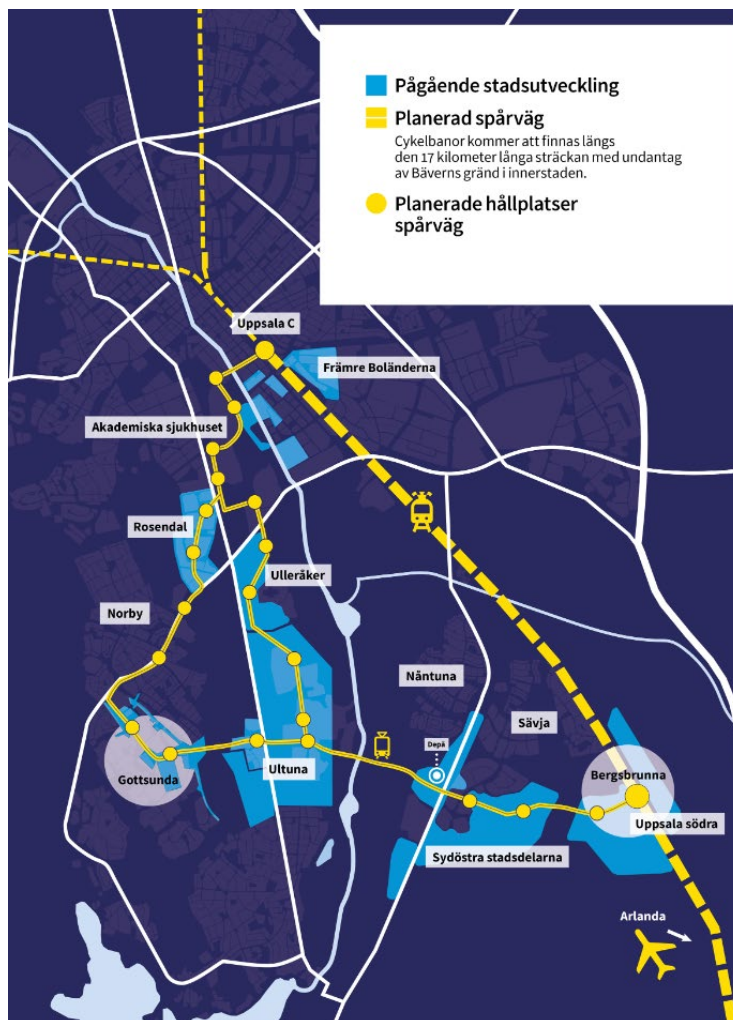 Pågående stadsutveckling
Planerad spårväg
Cykelbanor kommer att finnas längs
den 17 kilometer långa sträckan med undantag
av Bäverns gränd i innerstaden.
Planerade hållplatser
spårväg
Uppsala C
Främre Boländerna
Akademiska sjukhuset
Rosendal
Ulleråker
Norby
Nåntuna
Sävja
Depå
Gottsunda
Ultuna
Bergsbrunna
Uppsala södra
Sydöstra stadsdelarna
Arlanda